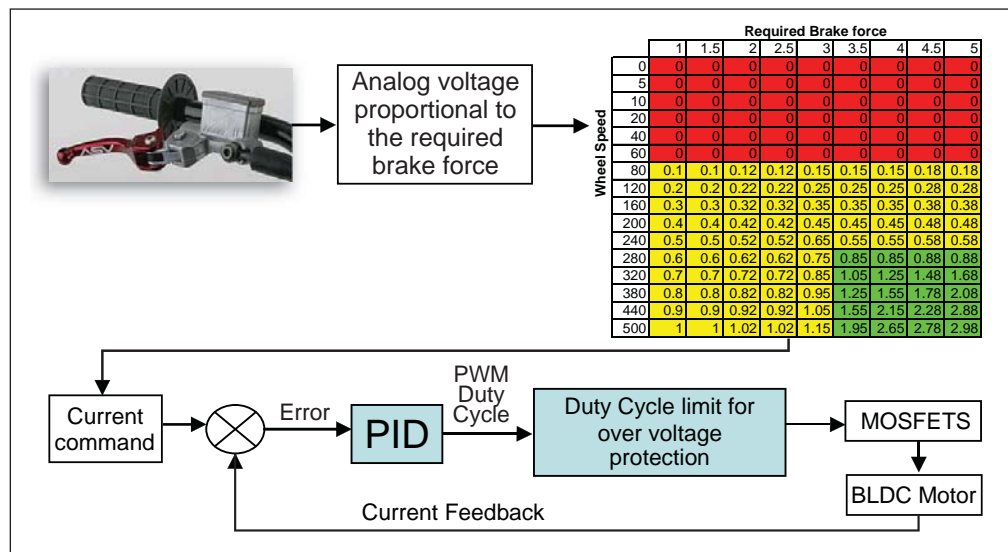 Required Brake force
1 1.5 2 2.5 3 3.5 4 4.5 5
Wheel Speed
0 0 0 0 0 0 0 0 0 0
5 0 0 0 0 0 0 0 0 0
10 0 0 0 0 0 0 0 0 0
20 0 0 0 0 0 0 0 0 0
40 0 0 0 0 0 0 0 0 0
60 0 0 0 0 0 0 0 0 0
80 0.1 0.1 0.12 0.12 0.15 0.15 0.15 0.18 0.18
120 0.2 0.2 0.22 0.22 0.25 0.25 0.25 0.28 0.28
160 0.3 0.3 0.32 0.32 0.35 0.35 0.35 0.38 0.38
200 0.4 0.4 0.42 0.42 0.45 0.45 0.45 0.48 0.48
240 0.5 0.5 0.52 0.52 0.65 0.55 0.55 0.58 0.58
280 0.6 0.6 0.62 0.62 0.75 0.85 0.85 0.88 0.88
320 0.7 0.7 0.72 0.72 0.85 1.05 1.25 1.48 1.68
380 0.8 0.8 0.82 0.82 0.95 1.25 1.55 1.78 2.08
440 0.9 0.9 0.92 0.92 1.05 1.55 2.15 2.28 2.88
500 1 1 1.02 1.02 1.15 1.95 2.65 2.78 2.98
ASV
Analog voltage
proportional to
the required
brake force
Current
command
Error
PID
PWM
Duty
Cycle
Duty Cycle limit for
over voltage
protection
MOSFETS
BLDC Motor
Current Feedback